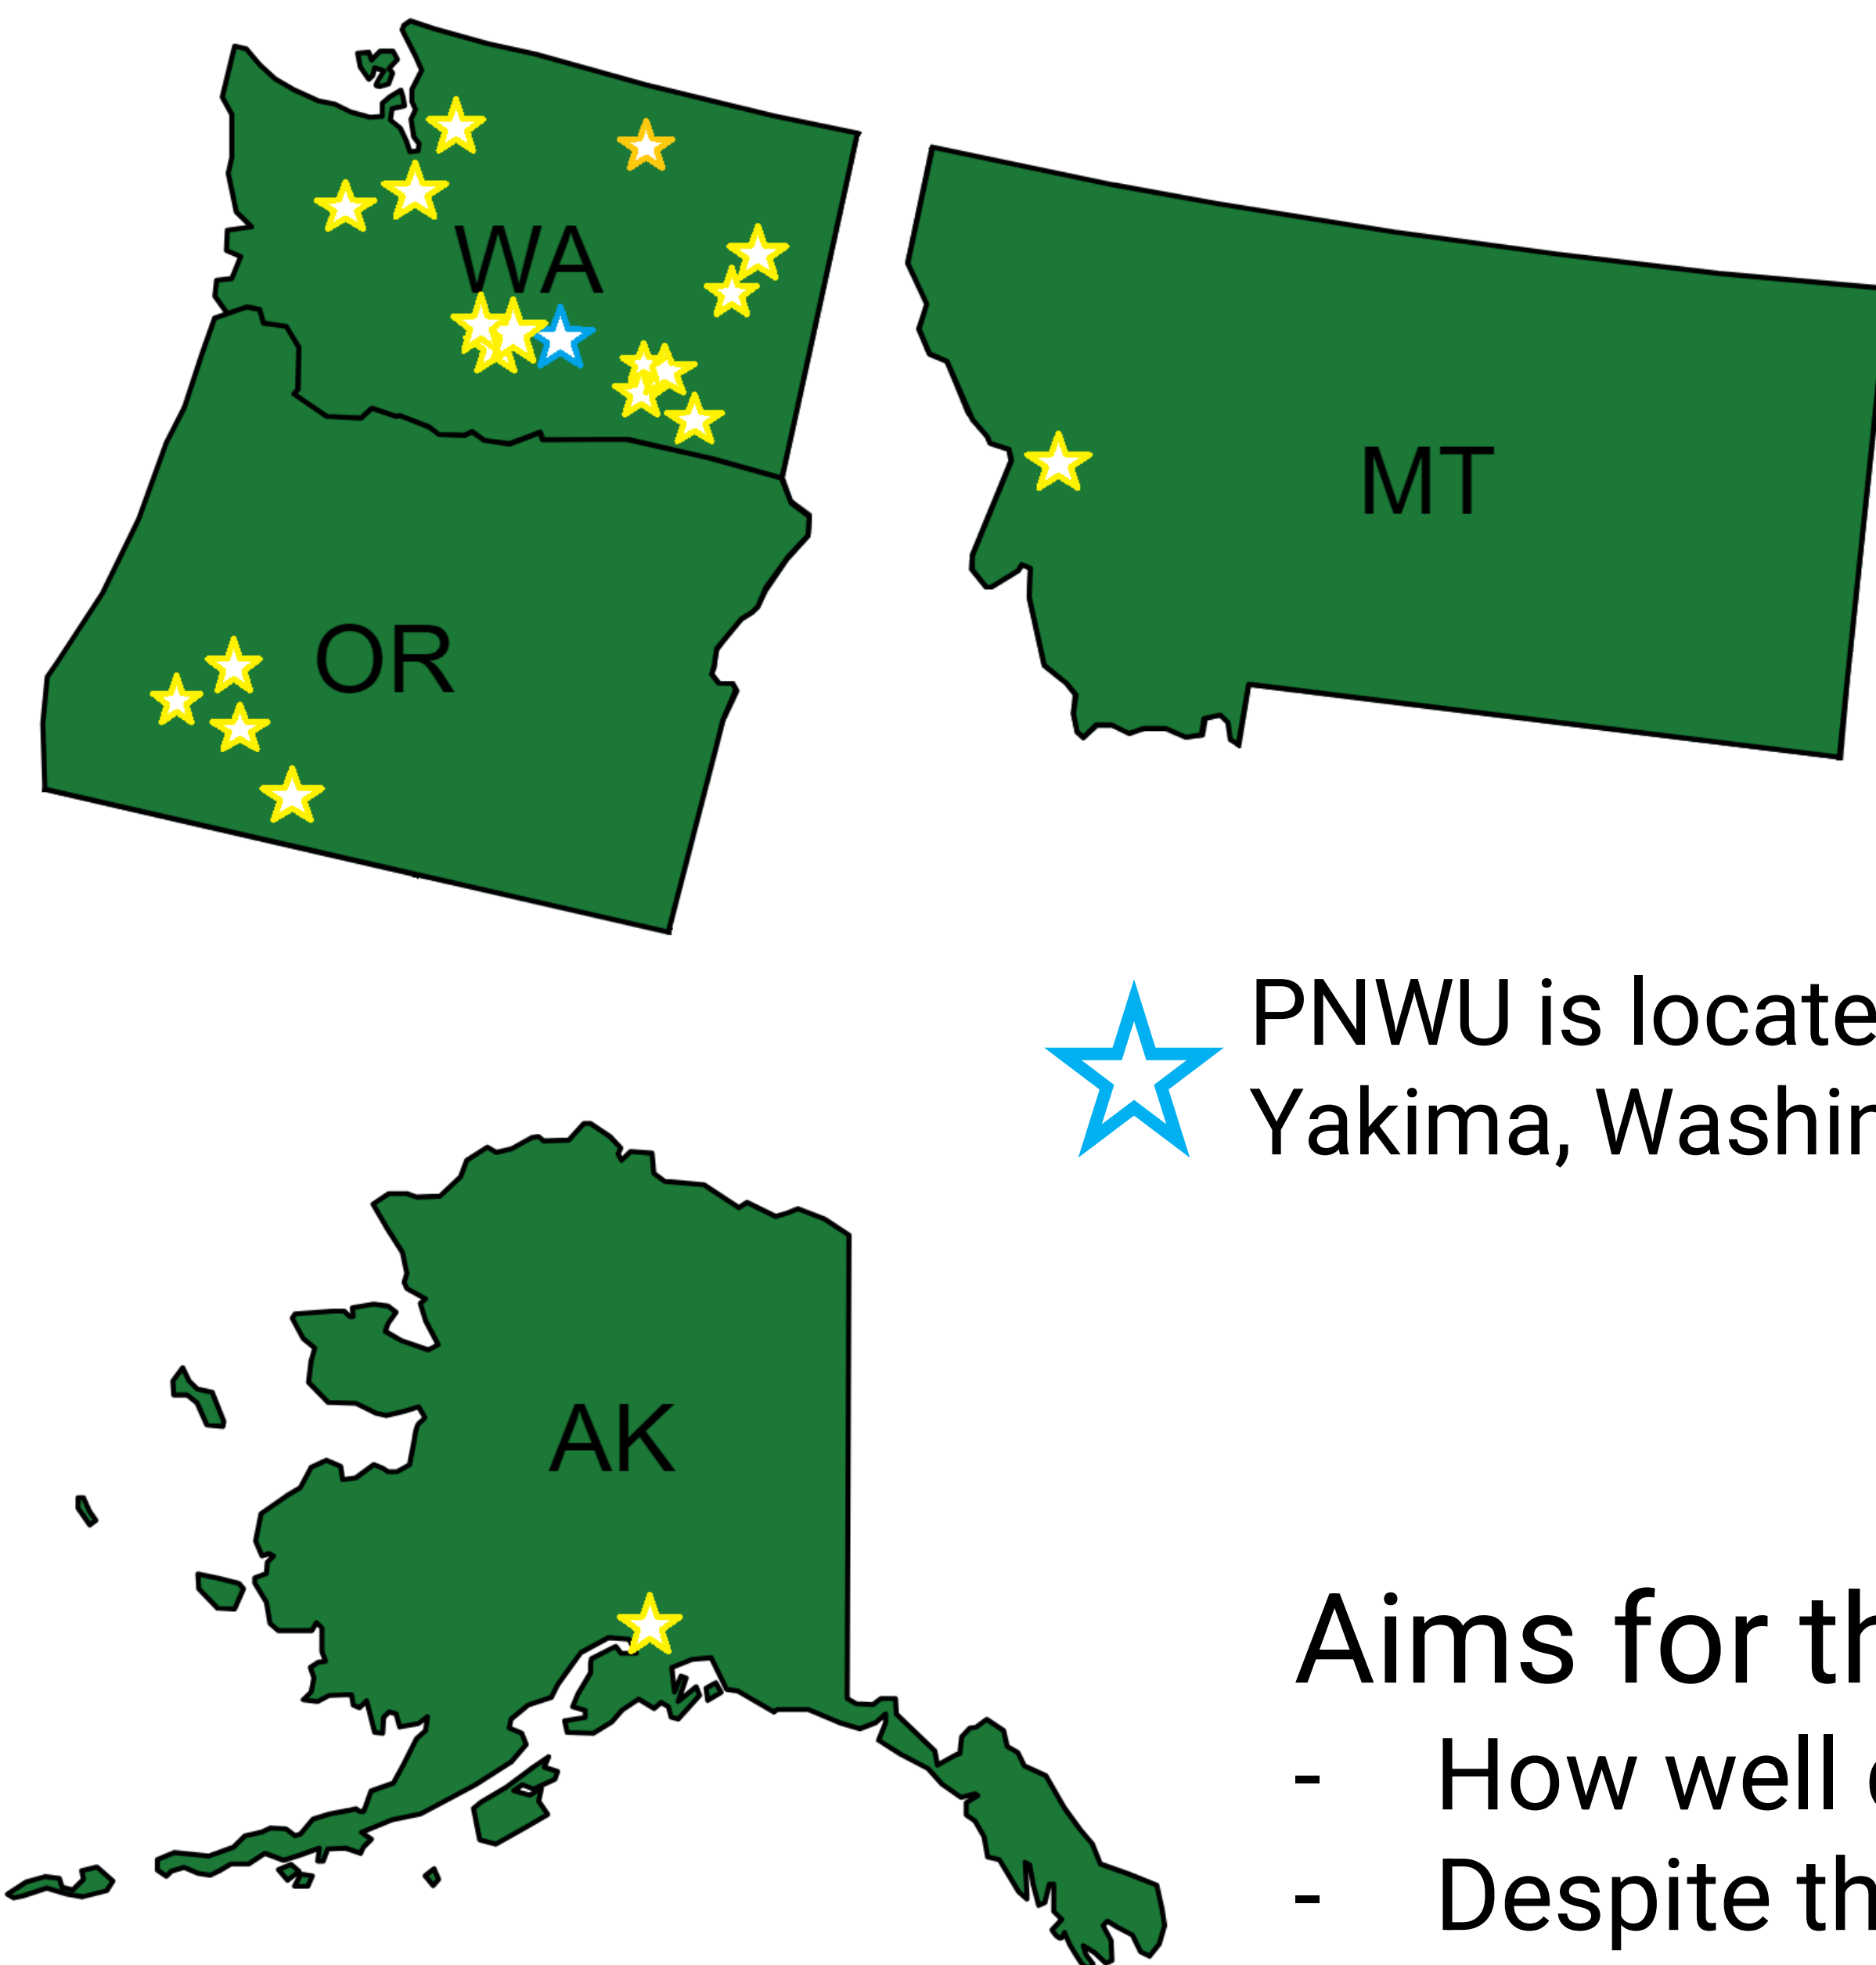 WA
MT
OR
PNWU is locate
Yakima, Washin
AK
Aims for th
- How well
- Despite th